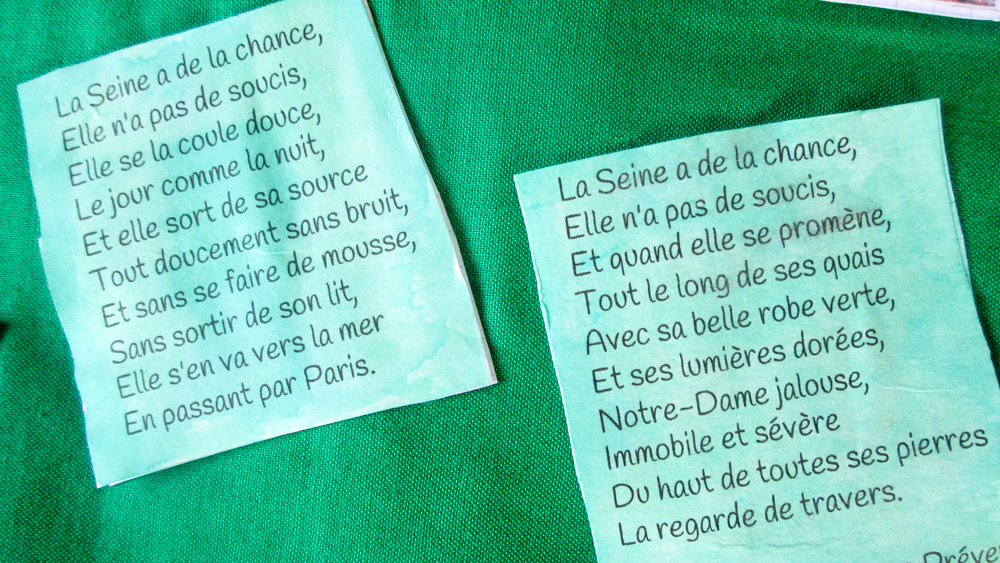 La Seine a de la chance,
Elle n'a pas de soucis,
Elle se la coule douce,
Le jour comme la nuit,
Et elle sort de sa source
Tout doucement sans bruit,
Et sans se faire de mousse,
Sans sortir de son lit,
Elle s'en va vers la mer
En passant par Paris.
La Seine a de la chance,
Elle n'a pas de soucis,
Et quand elle se promène,
Tout le long de ses quais
Avec sa belle robe verte,
Et ses lumières dorées,
Notre-Dame jalouse,
Immobile et sévère
Du haut de toutes ses pierres
La regarde de travers.